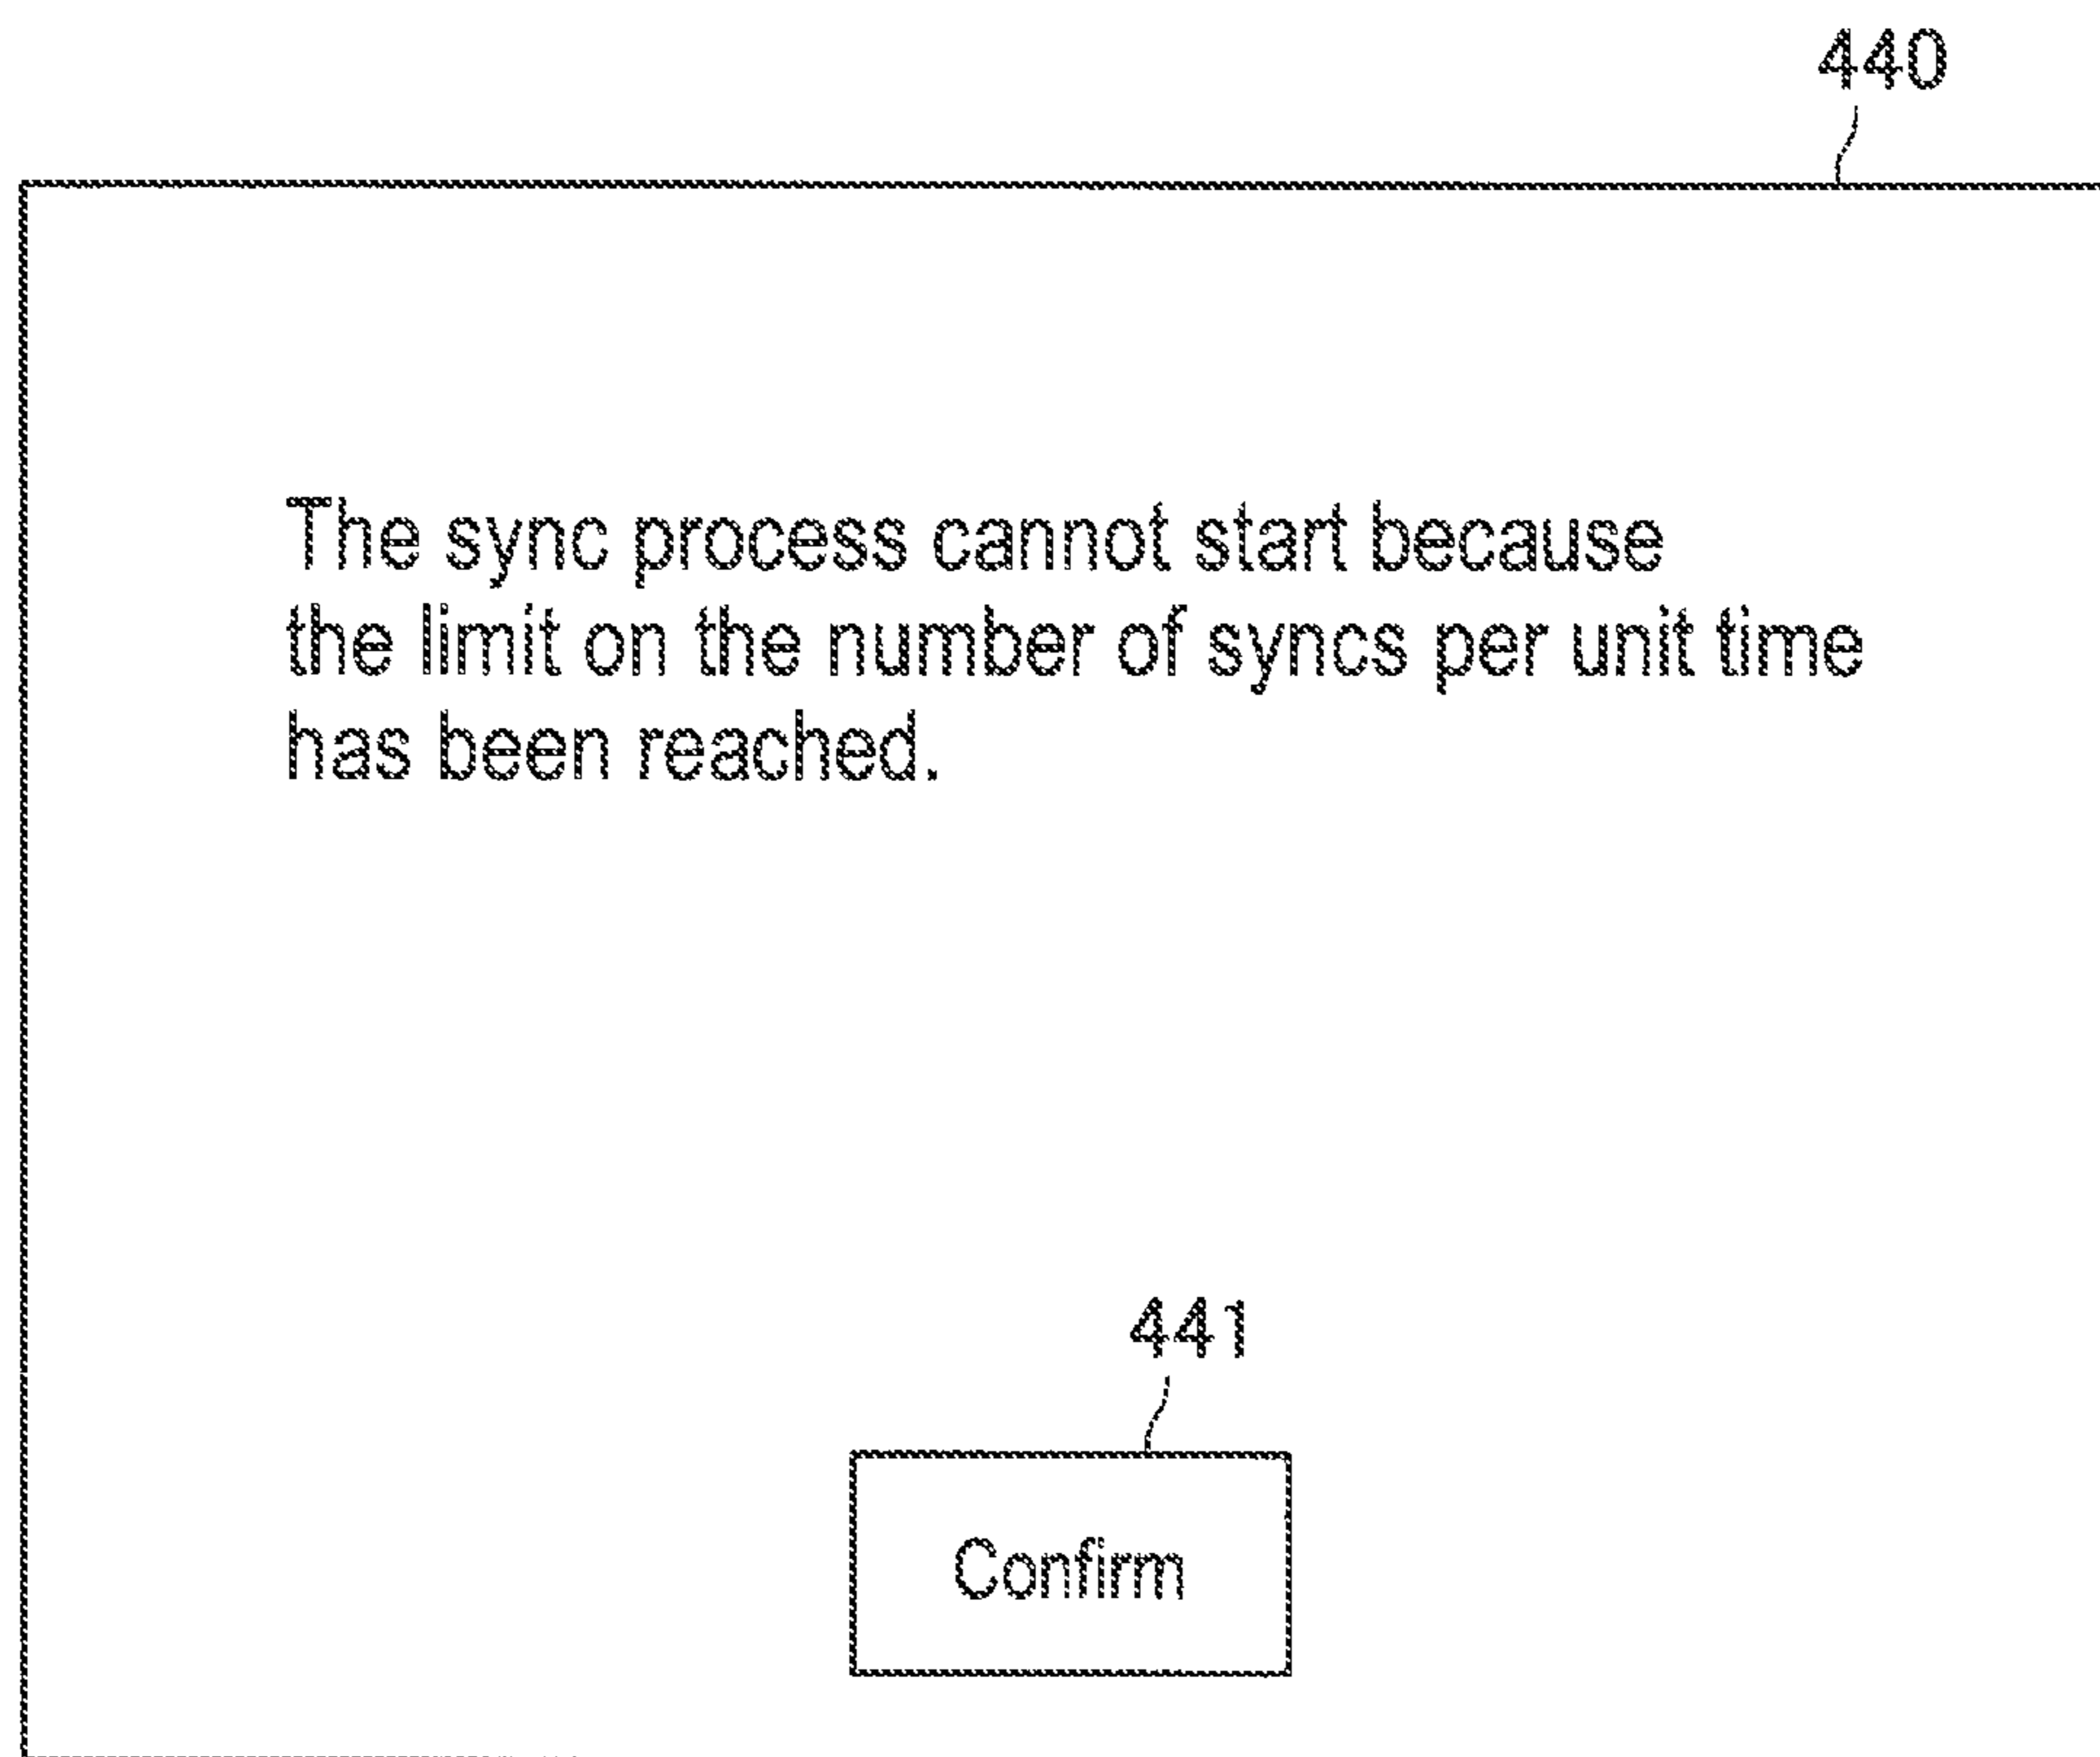 440
The sync process cannot start because
the limit on the number of syncs per unit time
has been reached.
441
Confirm